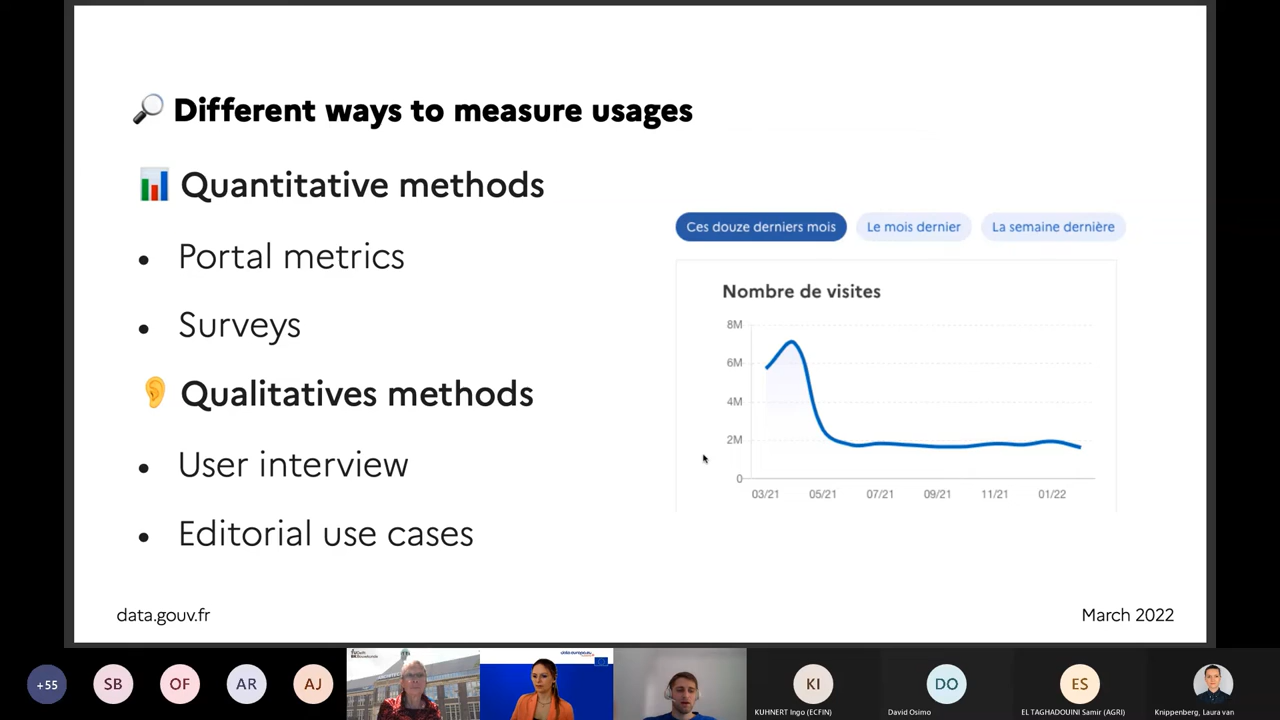 Different ways to measure usages
Quantitative methods
• Portal metrics
• Surveys
Qualitatives methods
• User interview
• Editorial use cases
Ces douze derniers mois
Le mois dernier
La semaine dernière
Nombre de visites
8M
6M
4M
2M
0
03/21 05/21 07/21 09/21 11/21 01/22
data.gouv.fr
March 2022
+55
SB
OF
AR
AJ
KI
KUHNERT Ingo (ECFIN)
DO
David Osimo
ES
EL TAGHADOUINI Samir (AGRI)
Knippenberg, Laura van